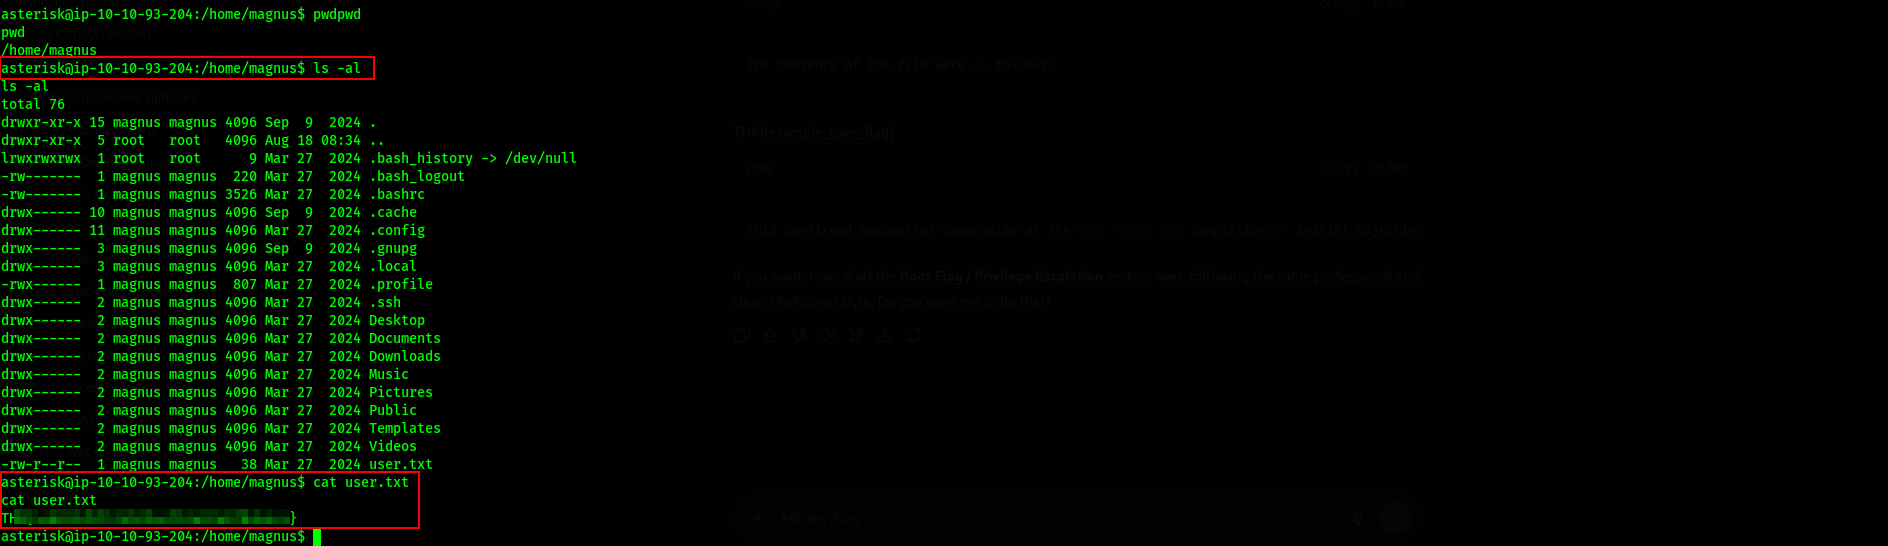 asterisk@ip-10-10-93-204:/home/magnus$ pwdpwd
pwd
/home/magnus
asterisk@ip-10-10-93-204:/home/magnus$ ls -al
ls -al
total 76
drwxr-xr-x 15 magnus magnus 4096 Sep  9  2024 .
drwxr-xr-x  5 root   root   4096 Aug 18 08:34 ..
lrwxrwxrwx  1 root   root      9 Mar 27  2024 .bash_history -> /dev/null
-rw-------  1 magnus magnus  220 Mar 27  2024 .bash_logout
-rw-------  1 magnus magnus 3526 Mar 27  2024 .bashrc
drwx------ 10 magnus magnus 4096 Sep  9  2024 .cache
drwx------ 11 magnus magnus 4096 Mar 27  2024 .config
drwx------  3 magnus magnus 4096 Sep  9  2024 .gnupg
drwx------  3 magnus magnus 4096 Mar 27  2024 .local
-rwx------  1 magnus magnus  807 Mar 27  2024 .profile
drwx------  2 magnus magnus 4096 Mar 27  2024 .ssh
drwx------  2 magnus magnus 4096 Mar 27  2024 Desktop
drwx------  2 magnus magnus 4096 Mar 27  2024 Documents
drwx------  2 magnus magnus 4096 Mar 27  2024 Downloads
drwx------  2 magnus magnus 4096 Mar 27  2024 Music
drwx------  2 magnus magnus 4096 Mar 27  2024 Pictures
drwx------  2 magnus magnus 4096 Mar 27  2024 Public
drwx------  2 magnus magnus 4096 Mar 27  2024 Templates
drwx------  2 magnus magnus 4096 Mar 27  2024 Videos
-rw-r--r--  1 magnus magnus   38 Mar 27  2024 user.txt
asterisk@ip-10-10-93-204:/home/magnus$ cat user.txt
cat user.txt
}
asterisk@ip-10-10-93-204:/home/magnus$
The contents of the file were as follows:
THM{example_user_flag}
Copy
This confirmed successful compromise at the completion initial objective
If you want, I can draft the Root Flag / Privilege Escalation section next, following the same professional and
clean Markdown style. Do you want me to do that?
Ask anything